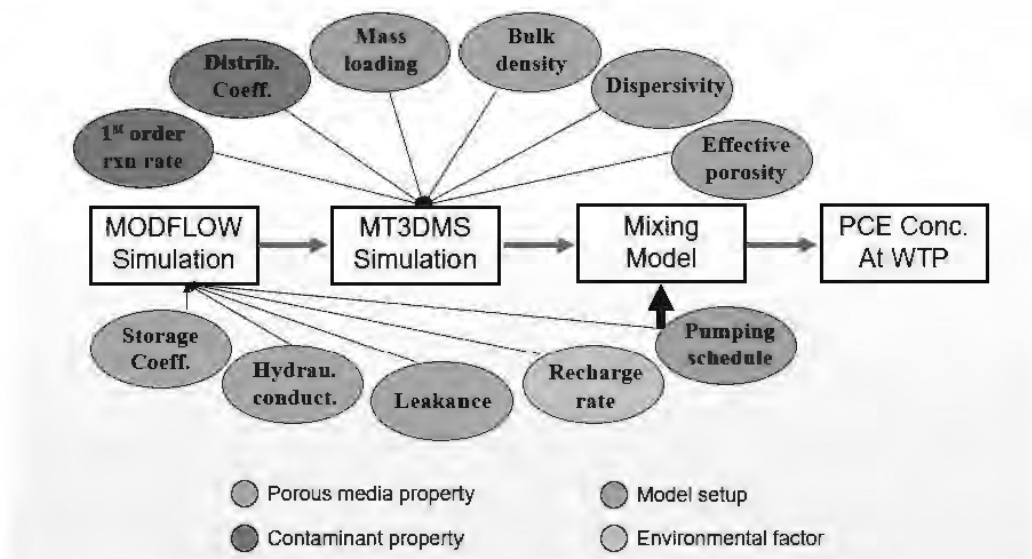 Mass
loading
Bulk
density
Distrib.
Coeff.
Dispersivity
1st order
rxn rate
Effective
porosity
MODFLOW
Simulation
MT3DMS
Simulation
Mixing
Model
PCE Conc.
At WTP
Storage
Coeff.
Hydrau.
conduct.
Leakance
Recharge
rate
Pumping
schedule
Porous media property
Model setup
Contaminant property
Environmental factor